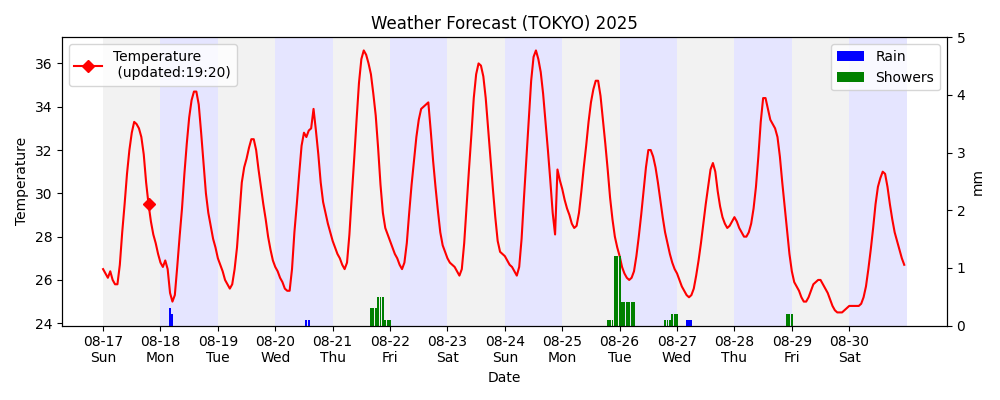 Weather Forecast (TOKYO) 2025
Temperature
(updated:19:20)
Rain
Showers
Temperature
36
34
32
30
28
26
24
5
4
3
2
1
0
mm
08-17 08-18 08-19 08-20 08-21 08-22 08-23 08-24 08-25 08-26 08-27 08-28 08-29 08-30
Sun Mon Tue Wed Thu Fri Sat Sun Mon Tue Wed Thu Fri Sat
Date